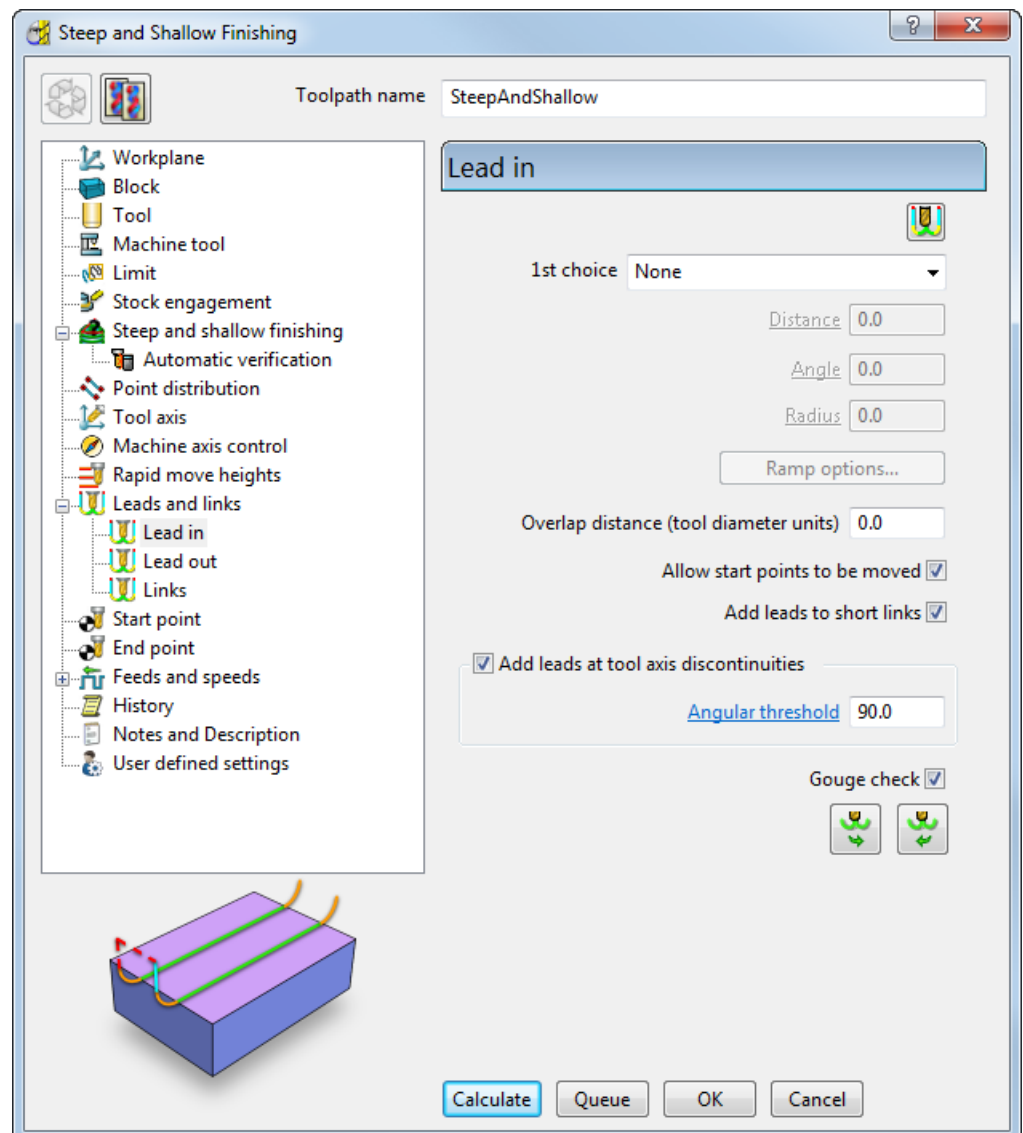 Steep and Shallow Finishing
?
Toolpath name SteepAndShallow
Workplane
Block
Tool
Machine tool
Limit
Stock engagement
Steep and shallow finishing
Automatic verification
Point distribution
Tool axis
Machine axis control
Rapid move heights
Leads and links
Lead in
Lead out
Links
Start point
End point
Feeds and speeds
History
Notes and Description
User defined settings
Lead in
1st choice None
Distance 0.0
Angle 0.0
Radius 0.0
Ramp options...
Overlap distance (tool diameter units) 0.0
Allow start points to be moved
Add leads to short links
Add leads at tool axis discontinuities
Angular threshold 90.0
Gouge check
Calculate Queue OK Cancel